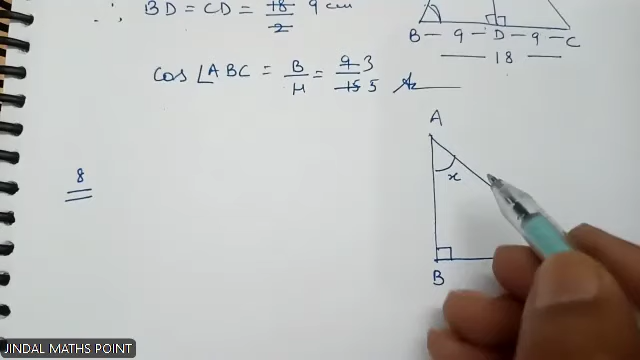 ∴ BD = CD = 18/2 9 cm
B — 9 — D — 9 — C
18
cos ∠ABC = B/H = 9/15 3/5 Ans
A
8
x
B
JINDAL MATHS POINT